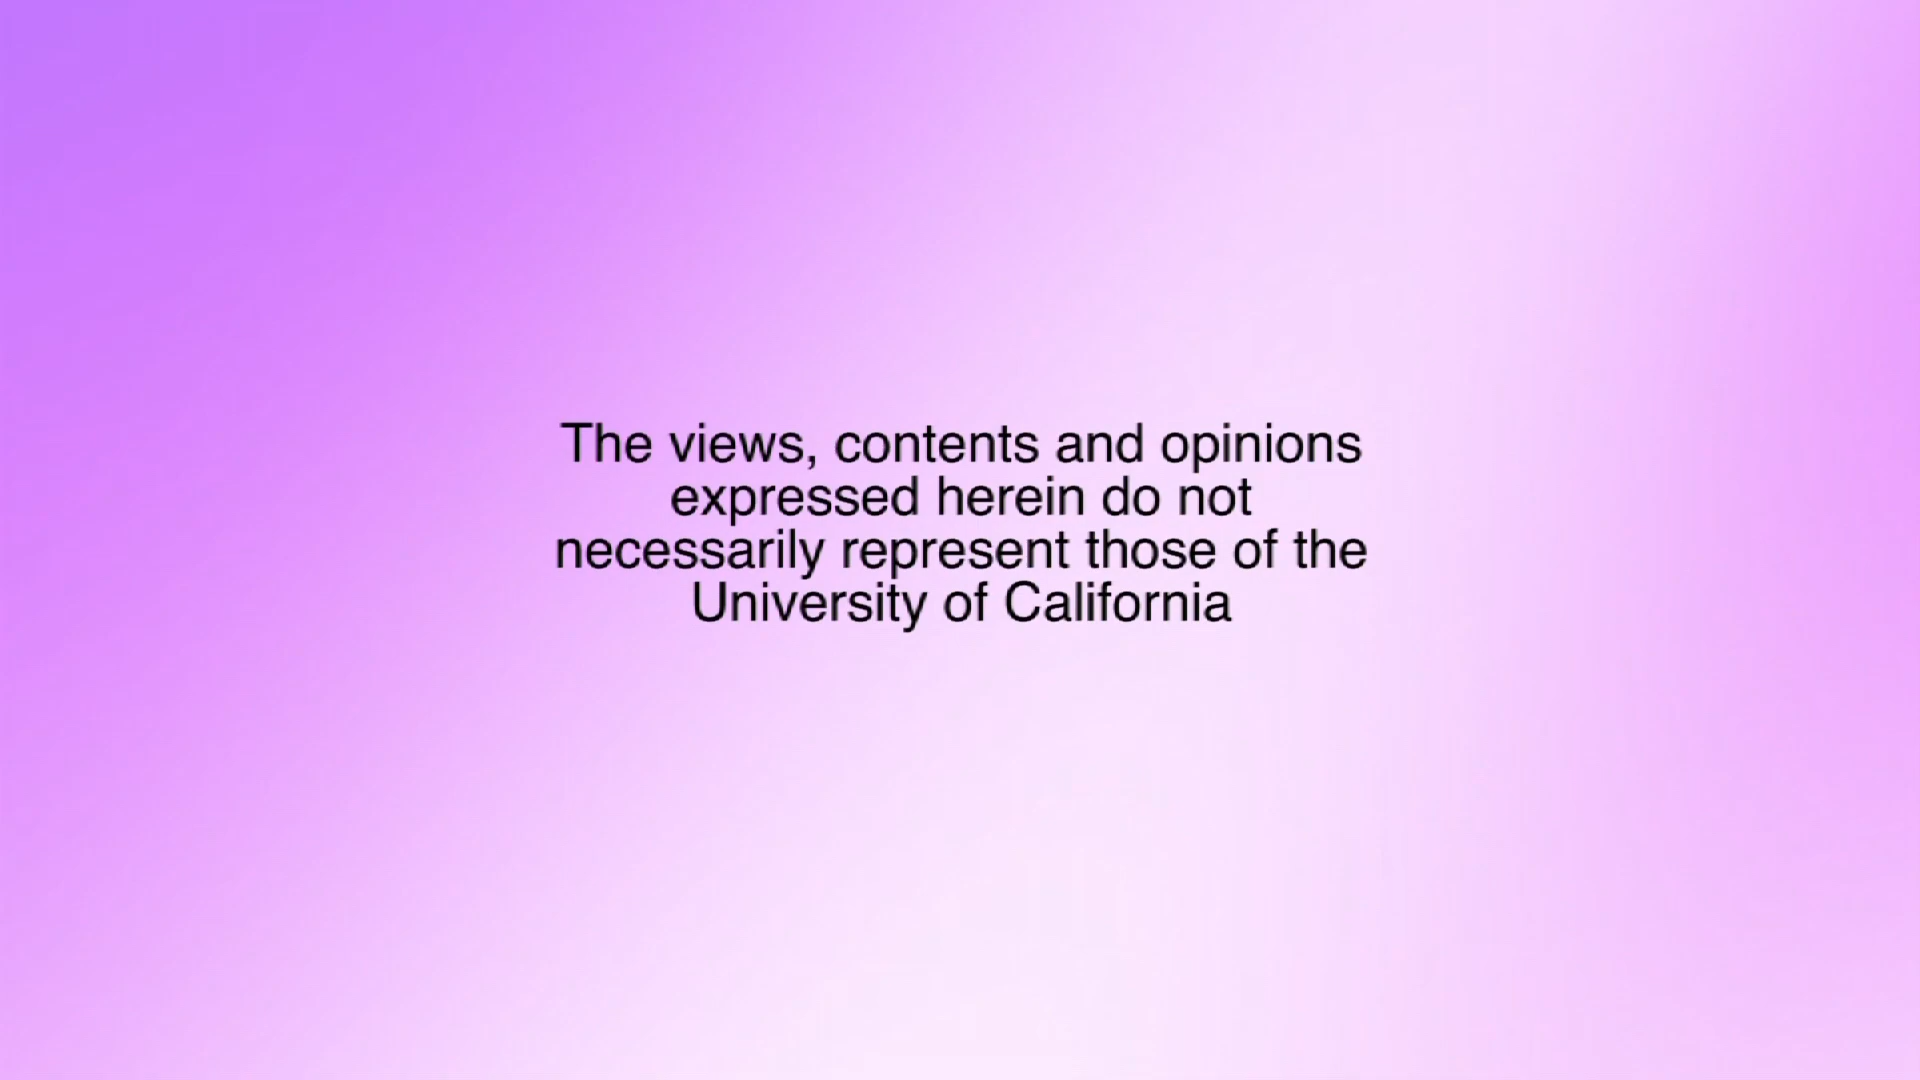 The views, contents and opinions
expressed herein do not
necessarily represent those of the
University of California